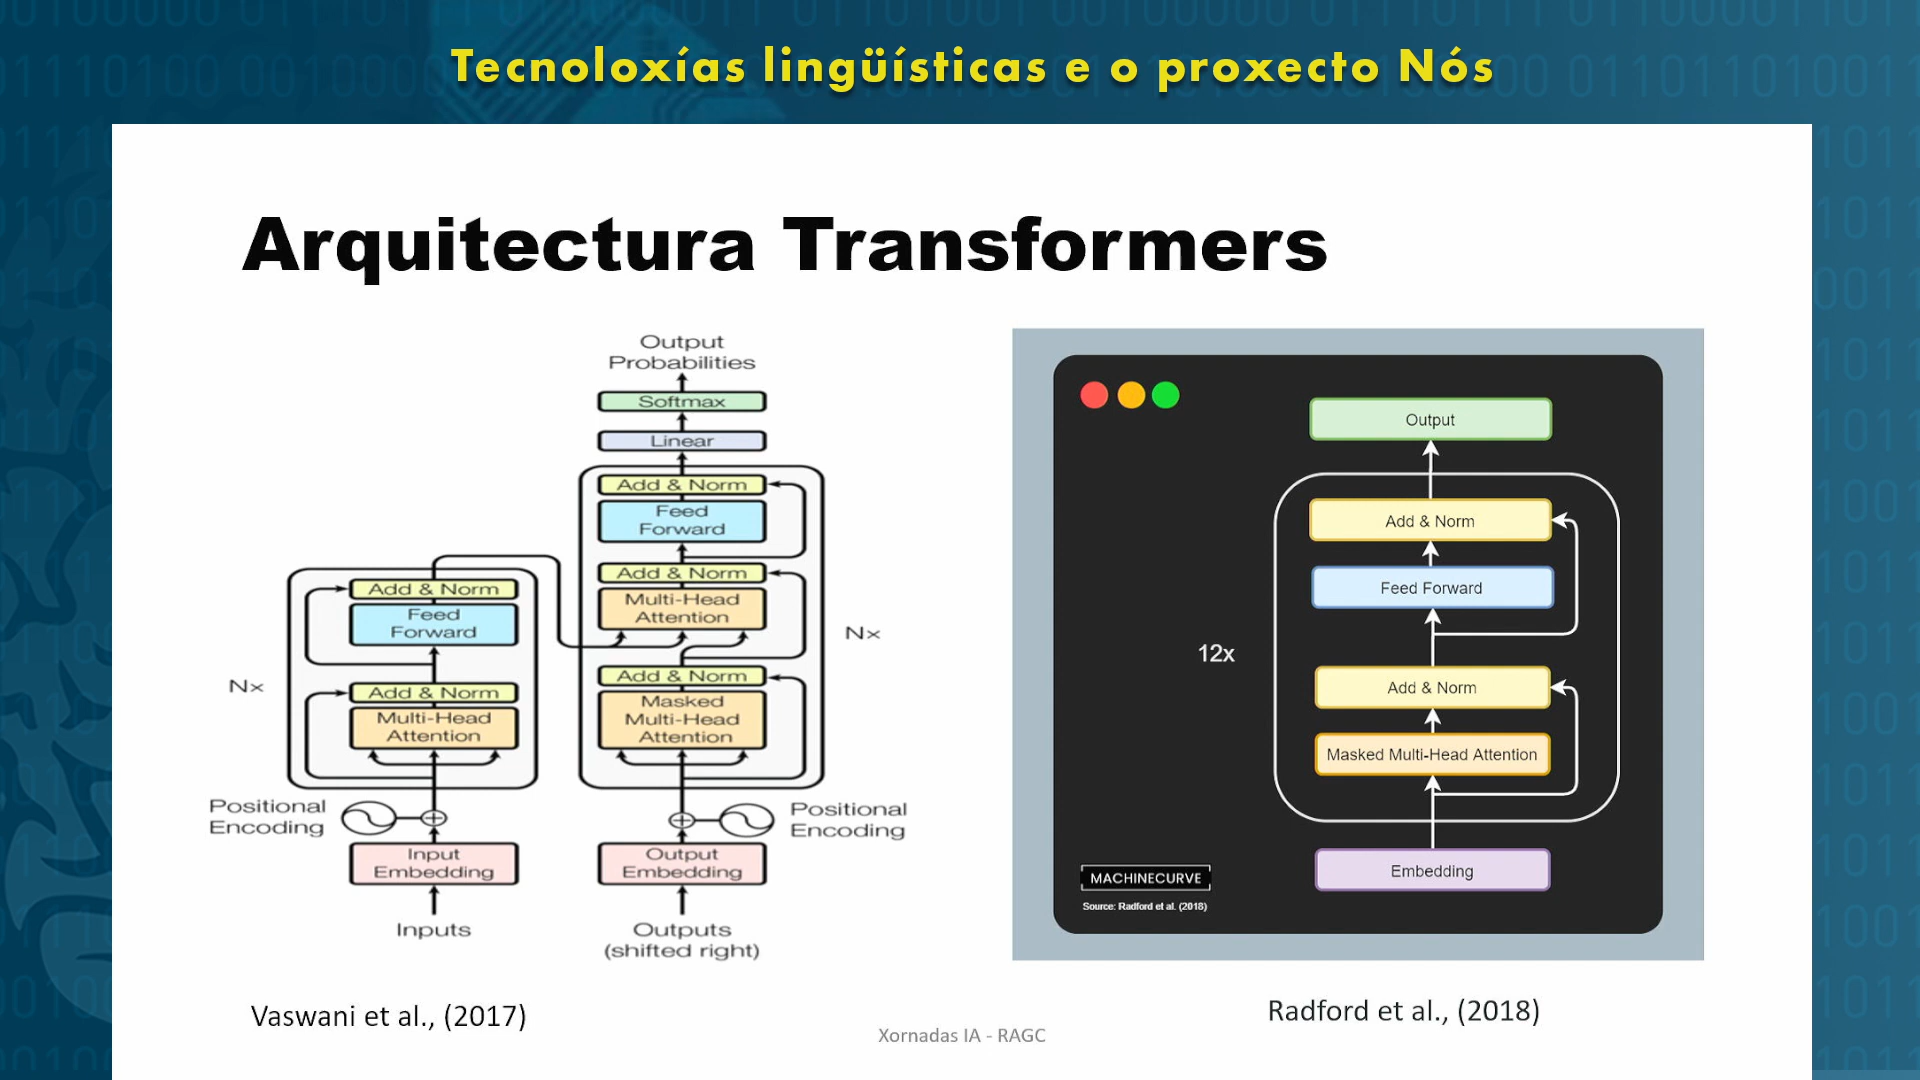 Tecnoloxías lingüísticas e o proxecto Nós
Arquitectura Transformers
Output
Probabilities
Softmax
Linear
Add & Norm
Feed
Forward
Add & Norm
Multi-Head
Attention
Nx
Add & Norm
Masked
Multi-Head
Attention
Add & Norm
Feed
Forward
Nx
Add & Norm
Multi-Head
Attention
Positional
Encoding
Positional
Encoding
Input
Embedding
Output
Embedding
Inputs
Outputs
(shifted right)
Vaswani et al., (2017)
Output
Add & Norm
Feed Forward
12x
Add & Norm
Masked Multi-Head Attention
Embedding
MACHINECURVE
Source: Radford et al. (2018)
Radford et al., (2018)
Xornadas IA - RAGC